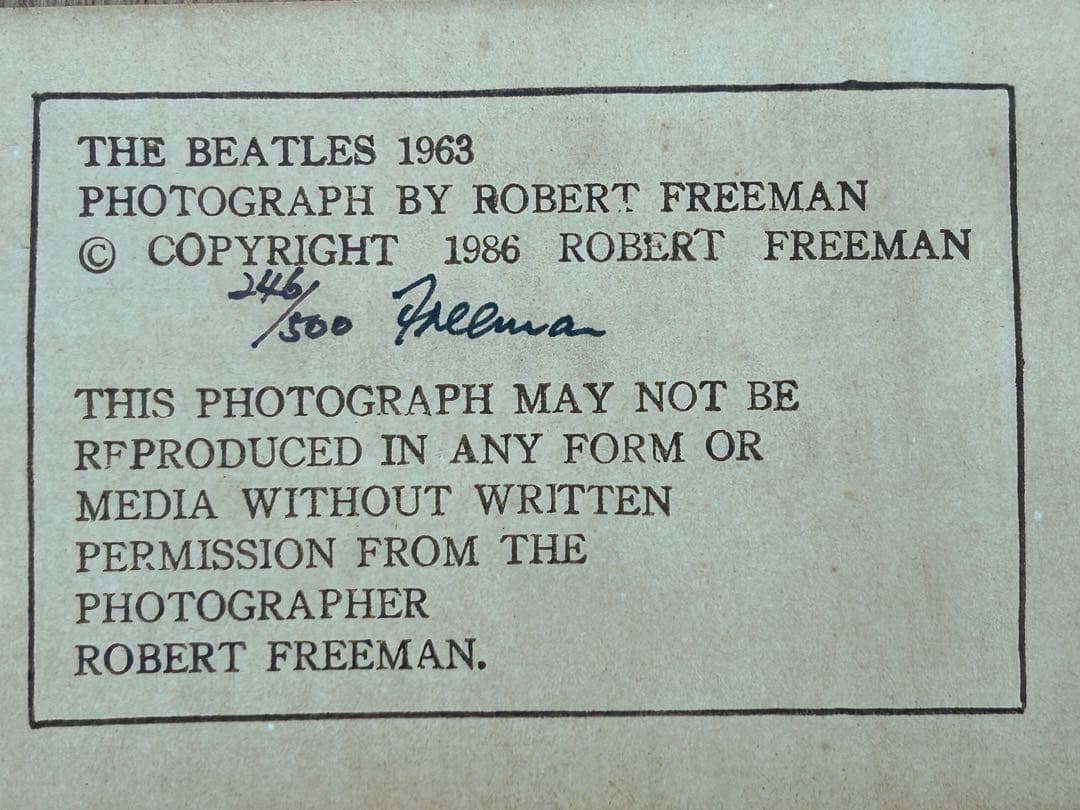 THE BEATLES 1963
PHOTOGRAPH BY ROBERT FREEMAN
© COPYRIGHT 1986 ROBERT FREEMAN
246/500 Freeman
THIS PHOTOGRAPH MAY NOT BE
REPRODUCED IN ANY FORM OR
MEDIA WITHOUT WRITTEN
PERMISSION FROM THE
PHOTOGRAPHER
ROBERT FREEMAN.